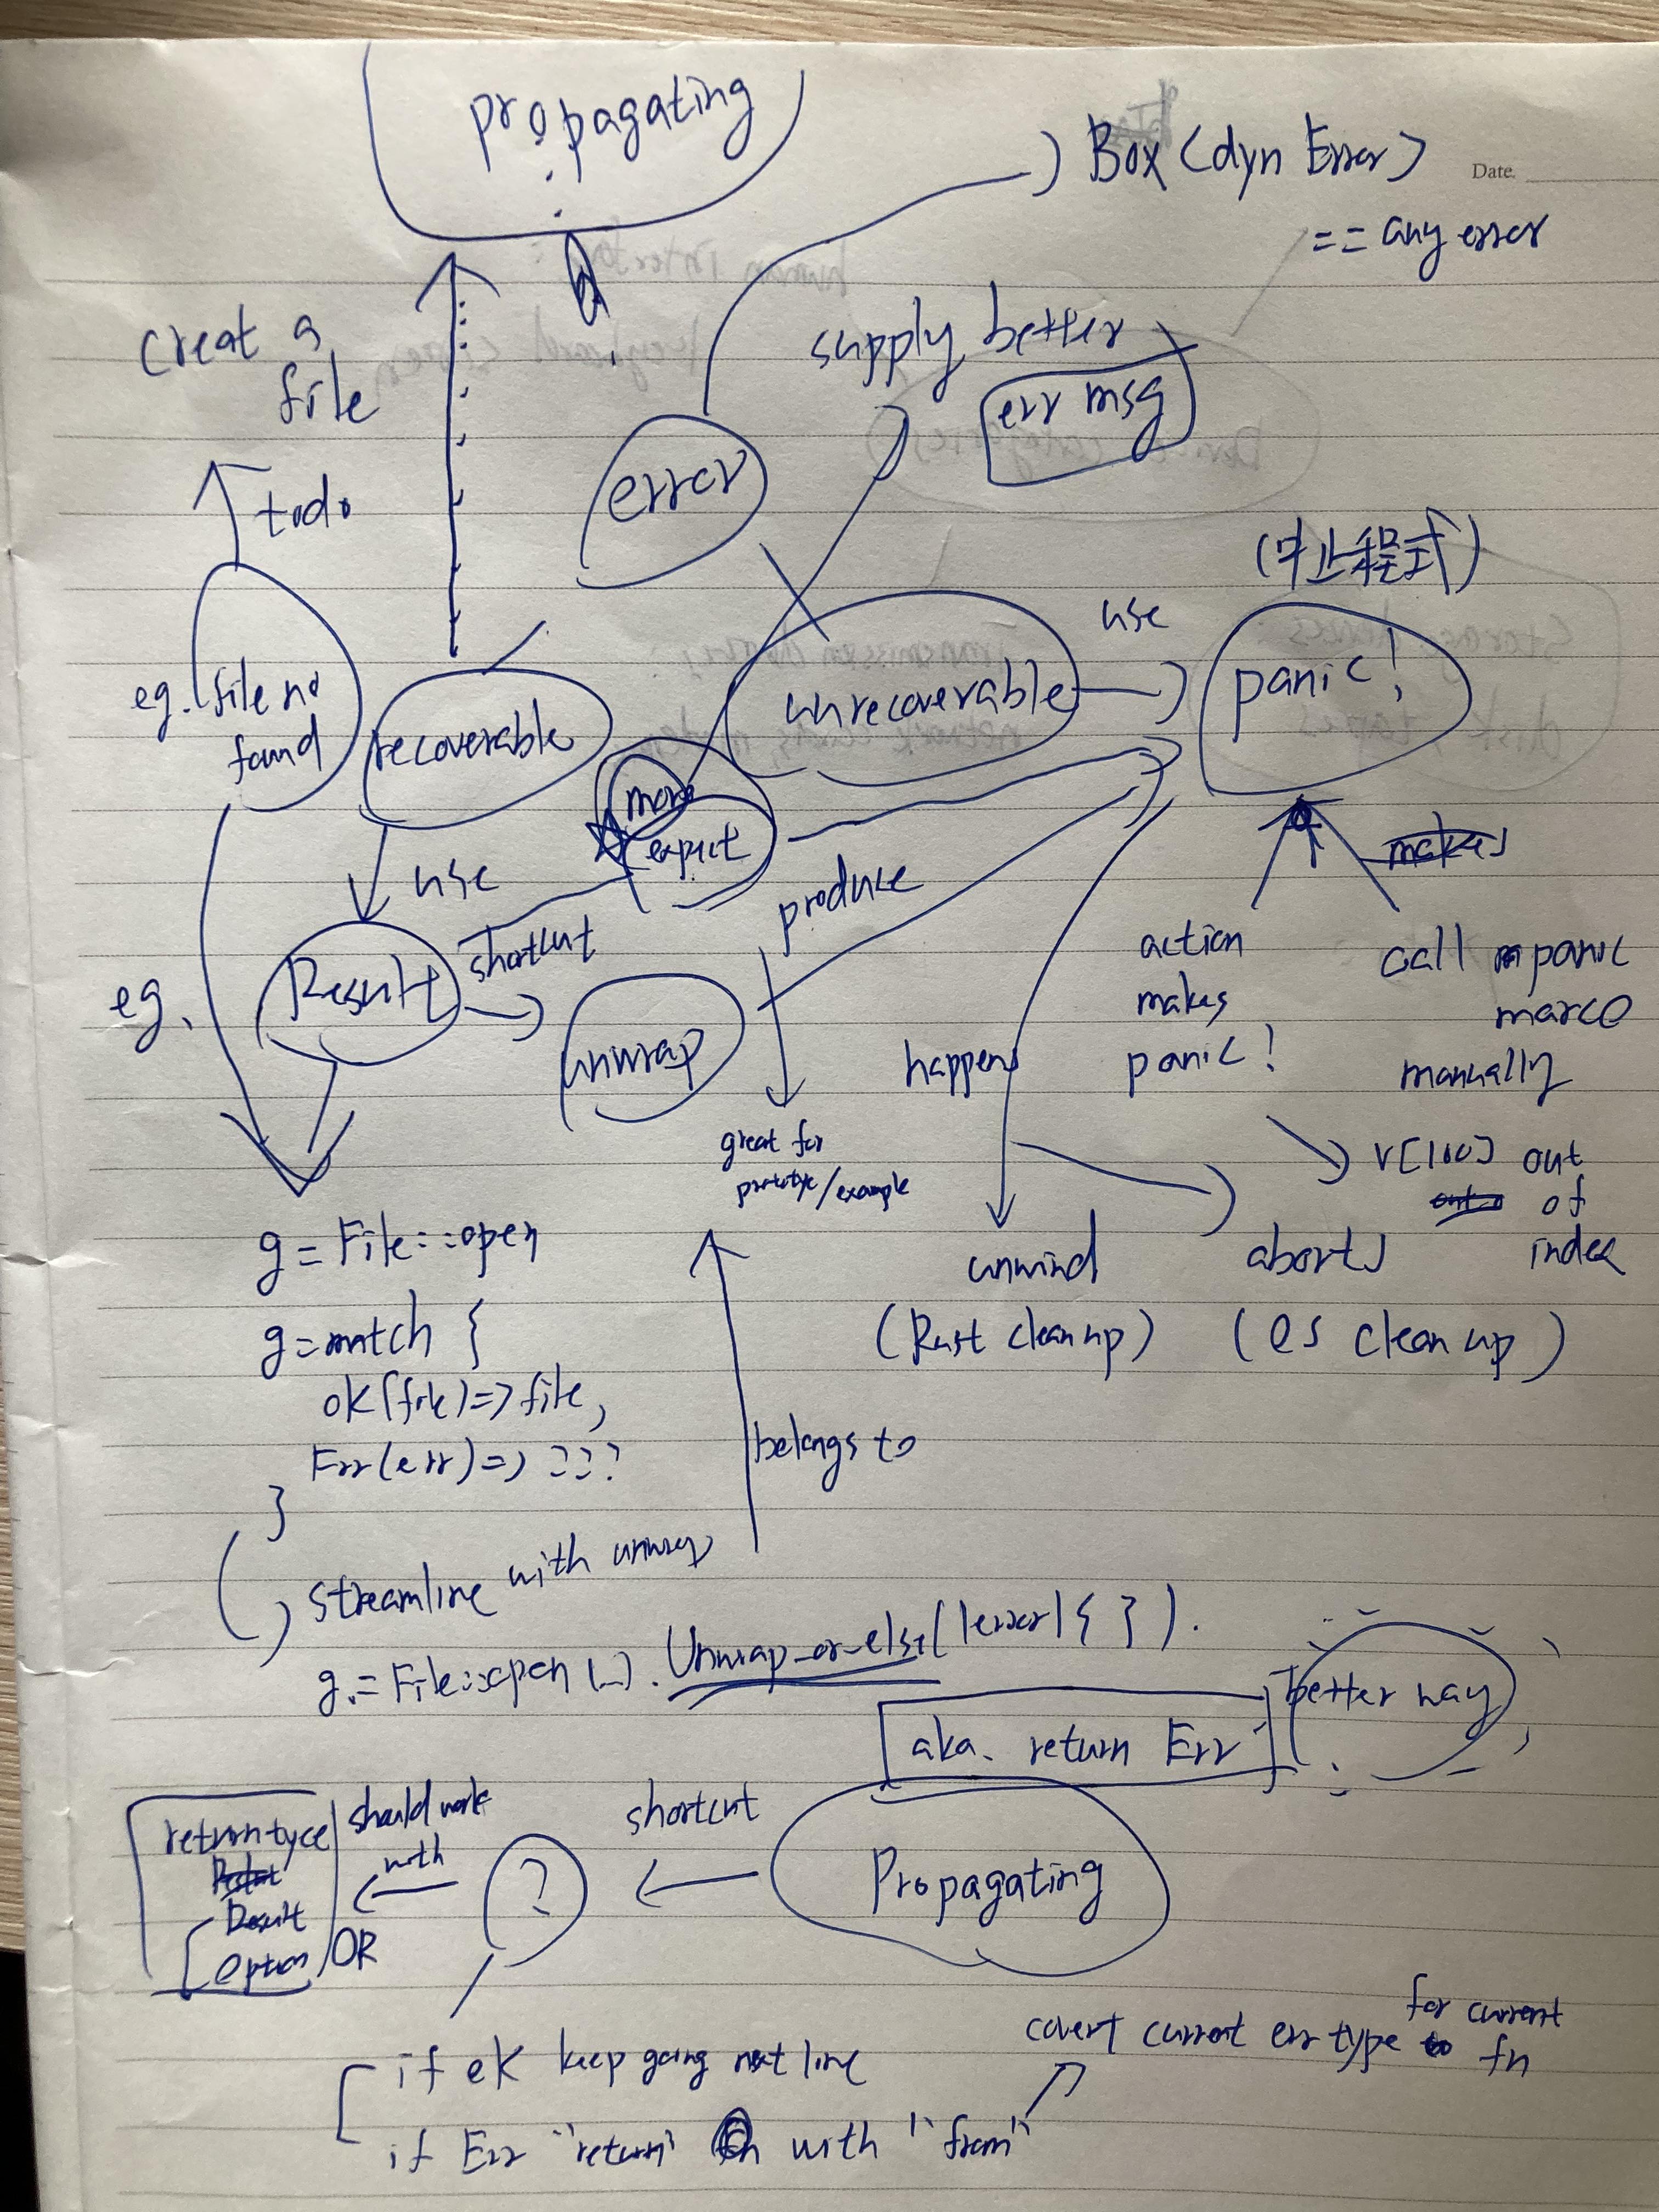 propagating
Box(dyn Error)
Date.
== any error
creat a
file
supply better
err msg
todo
error
(中止程式)
use
eg. file no
found
recoverable
unrecoverable
panic!
more
expect
makes
use
shortcut
produce
Result
eg.
unwrap
action
makes
panic!
call panic
marco
manually
happens
great for
prototype/example
v[100] out
of
index
unwind
(Rust clean up)
aborts
(OS clean up)
g = File::open
g = match {
ok(file) => file,
Err(err) => ???
}
belongs to
streamline with unwrap
g = File::open(...).Unwrap_or_else(|error| { }).
better way
aka. return Err
Propagating
shortcut
?
should work
with
return type
Result
OR
Option
if ok keep going next line
if Err "return" with "from"
covert current err type for current
fn